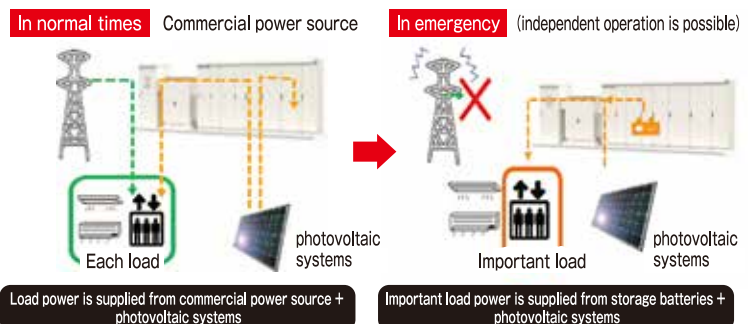 In normal times Commercial power source
Each load
photovoltaic
systems
Load power is supplied from commercial power source +
photovoltaic systems
In emergency (independent operation is possible)
Important load
photovoltaic
systems
Important load power is supplied from storage batteries +
photovoltaic systems